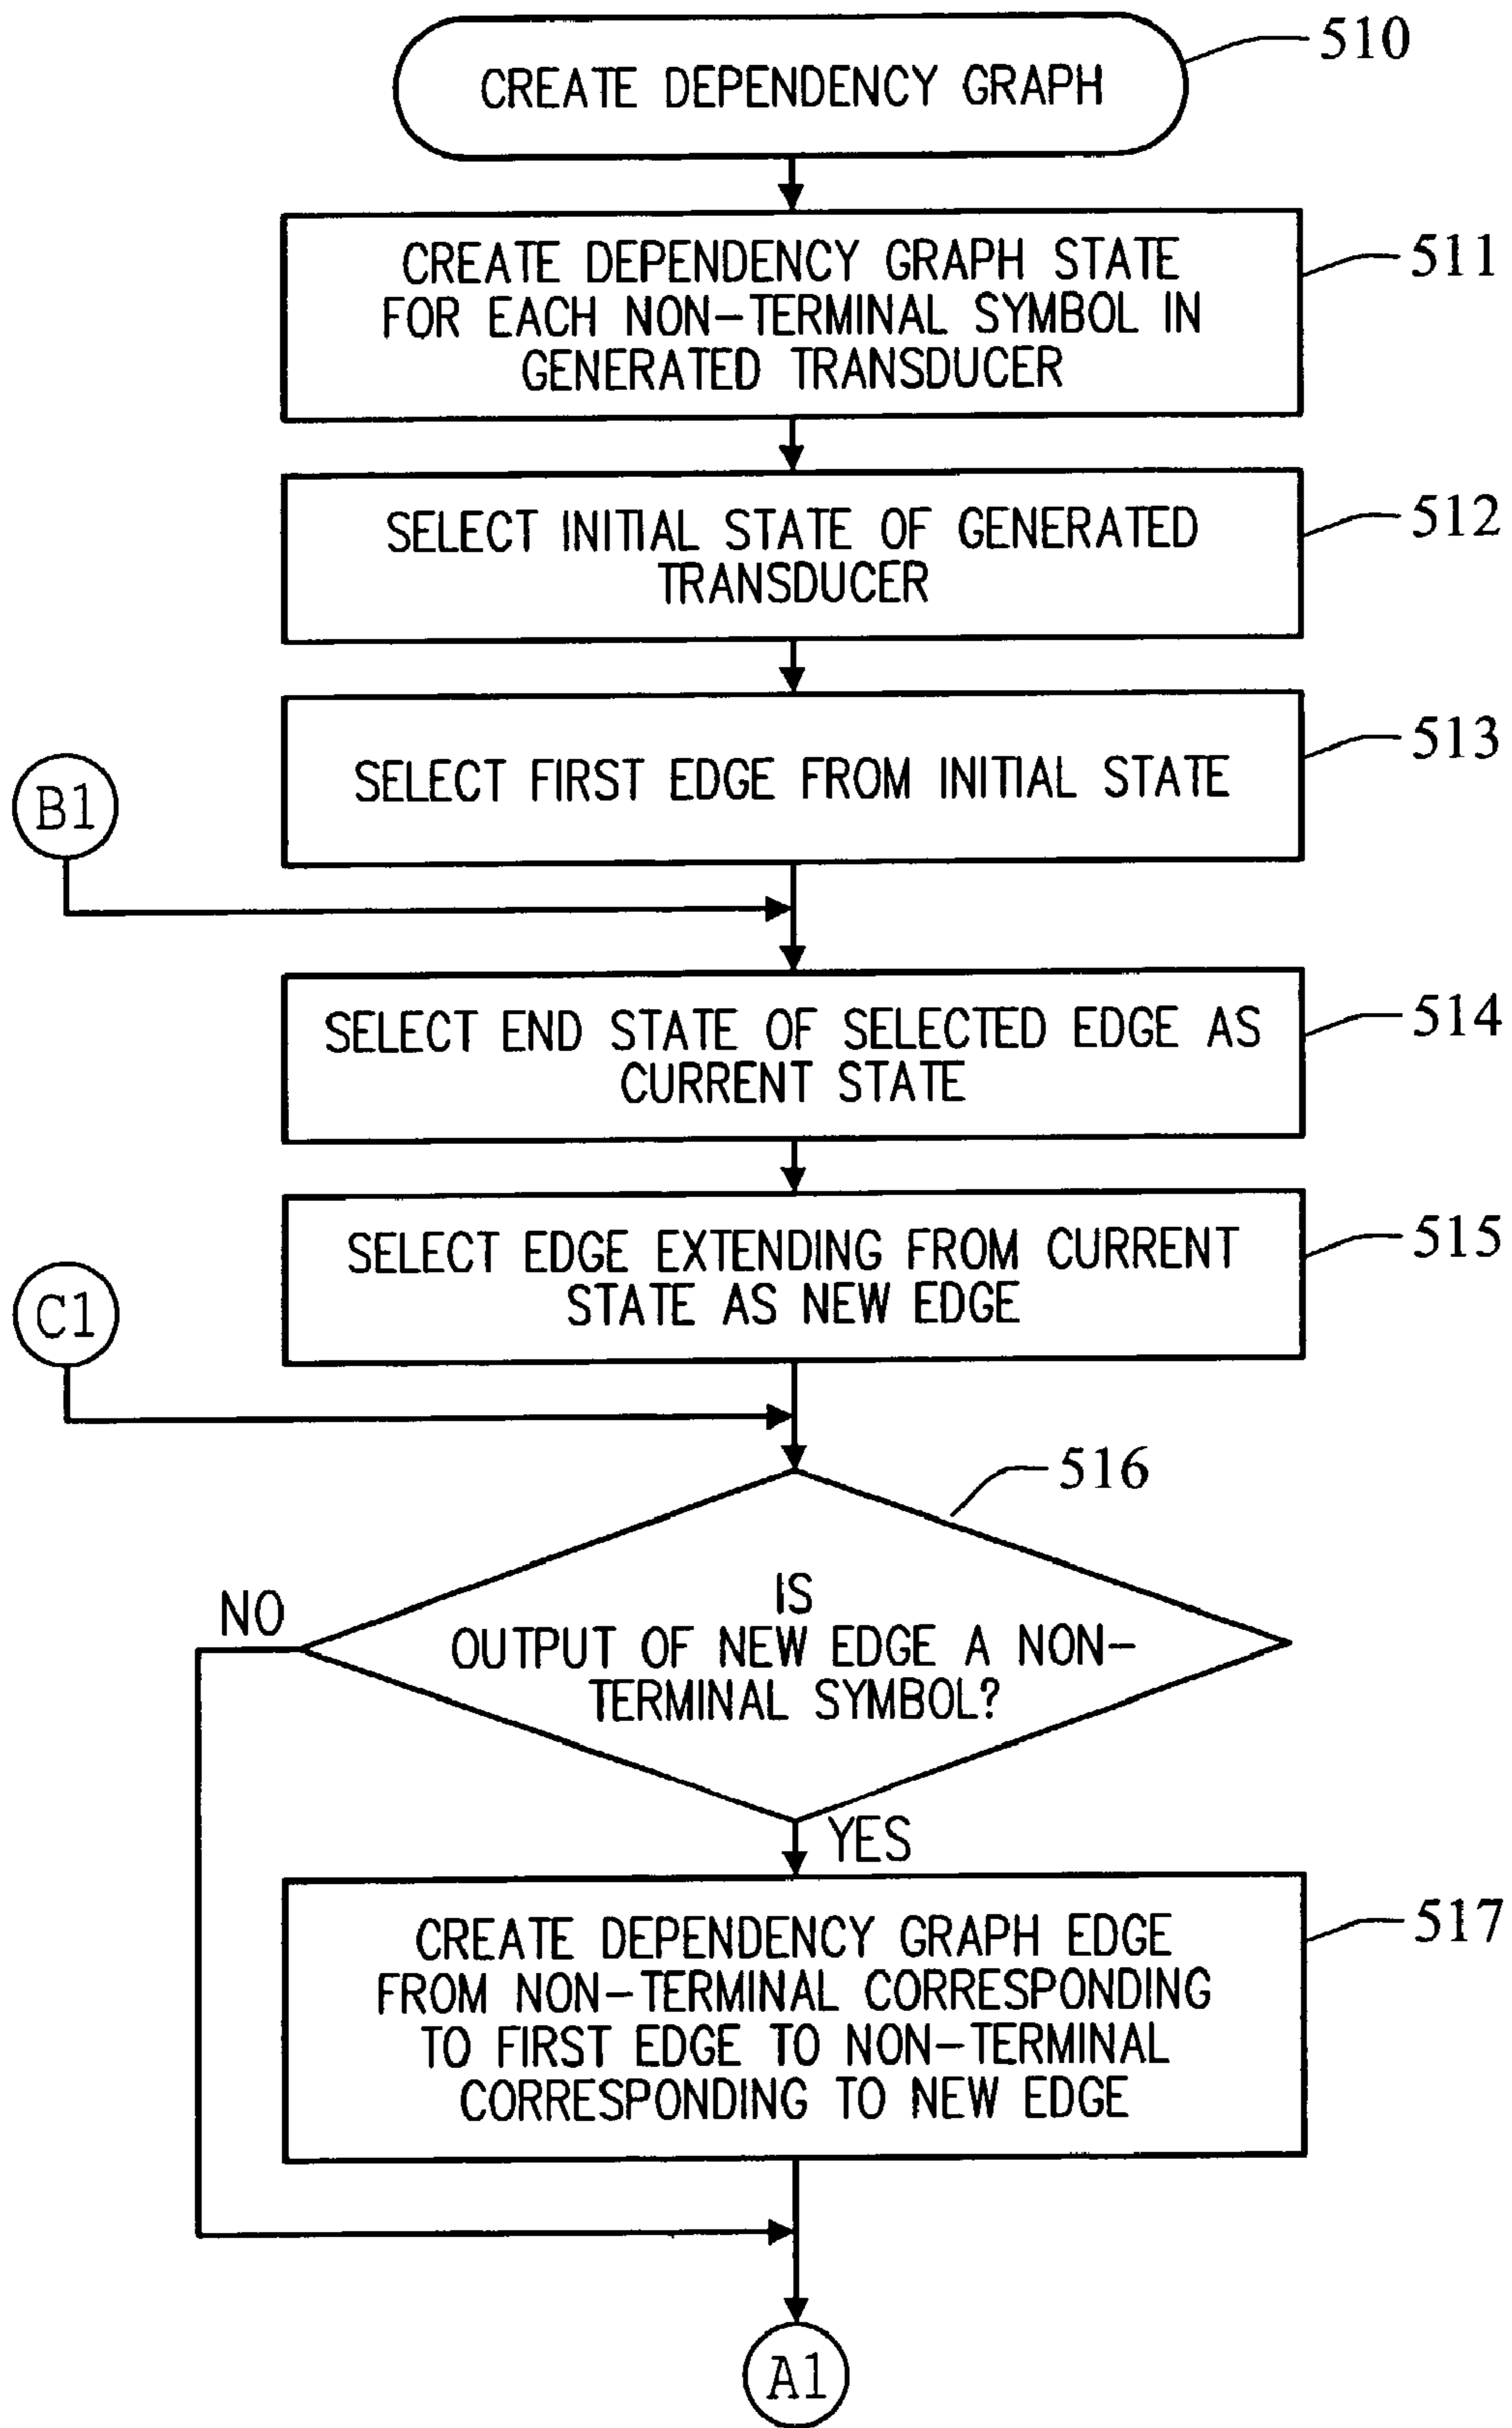 CREATE DEPENDENCY GRAPH
510
CREATE DEPENDENCY GRAPH STATE
FOR EACH NON-TERMINAL SYMBOL IN
GENERATED TRANSDUCER
511
SELECT INITIAL STATE OF GENERATED
TRANSDUCER
512
SELECT FIRST EDGE FROM INITIAL STATE
513
B1
SELECT END STATE OF SELECTED EDGE AS
CURRENT STATE
514
SELECT EDGE EXTENDING FROM CURRENT
STATE AS NEW EDGE
515
C1
516
IS
OUTPUT OF NEW EDGE A NON-
TERMINAL SYMBOL?
NO
YES
CREATE DEPENDENCY GRAPH EDGE
FROM NON-TERMINAL CORRESPONDING
TO FIRST EDGE TO NON-TERMINAL
CORRESPONDING TO NEW EDGE
517
A1